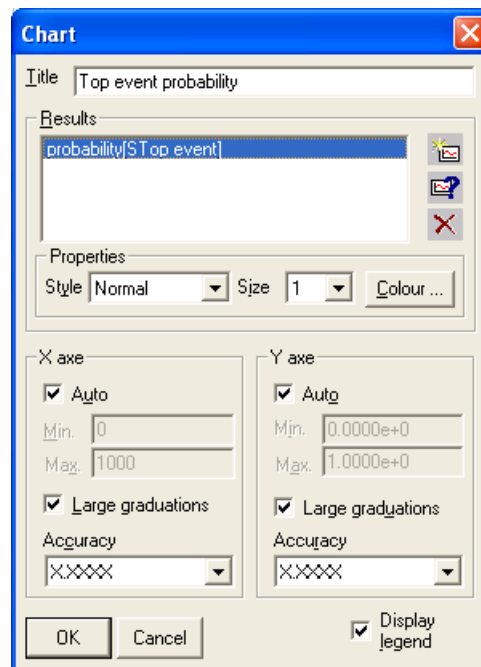 Chart
Title Top event probability
Results
probability[STop event]
Properties
Style Normal Size 1 Colour ...
X axe
Auto
Min. 0
Max. 1000
Large graduations
Accuracy
X.XXXX
Y axe
Auto
Min. 0.0000e+0
Max. 1.0000e+0
Large graduations
Accuracy
X.XXXX
OK Cancel
Display
legend